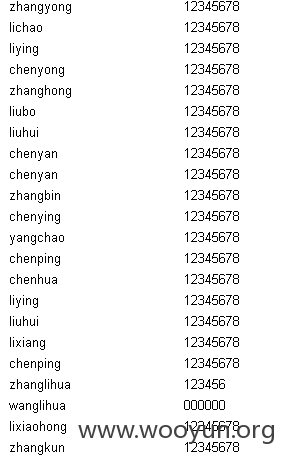 zhangyong 12345678
lichao 12345678
liying 12345678
chenyong 12345678
zhanghong 12345678
liubo 12345678
liuhui 12345678
chenyan 12345678
chenyan 12345678
zhangbin 12345678
chenying 12345678
yangchao 12345678
chenping 12345678
chenhua 12345678
liying 12345678
liuhui 12345678
lixiang 12345678
chenping 12345678
zhanglihua 123456
wanglihua 000000
lixiaohong 12345678
www.wooyun.org
zhangkun 12345678